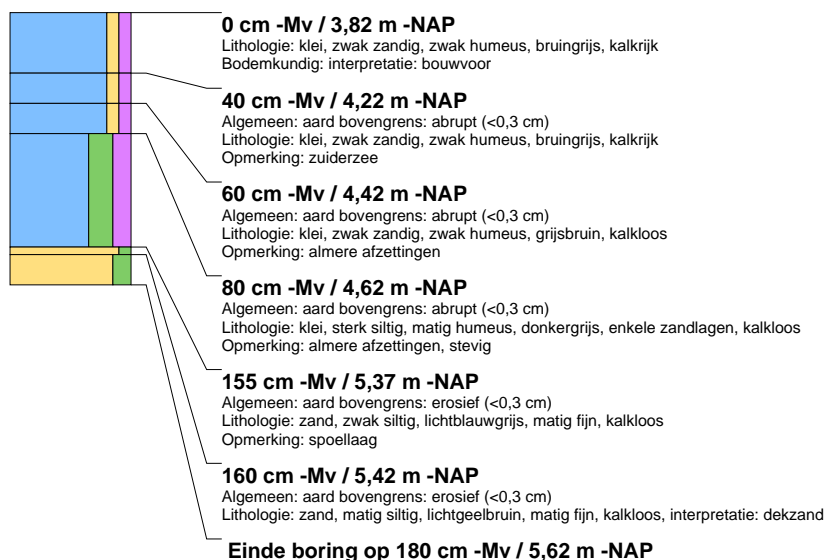 0 cm -Mv / 3,82 m -NAP
Lithologie: klei, zwak zandig, zwak humeus, bruingrijs, kalkrijk
Bodemkundig: interpretatie: bouwvoor
40 cm -Mv / 4,22 m -NAP
Algemeen: aard bovengrens: abrupt (<0,3 cm)
Lithologie: klei, zwak zandig, zwak humeus, bruingrijs, kalkrijk
Opmerking: zuiderzee
60 cm -Mv / 4,42 m -NAP
Algemeen: aard bovengrens: abrupt (<0,3 cm)
Lithologie: klei, zwak zandig, zwak humeus, grijsbruin, kalkloos
Opmerking: almere afzettingen
80 cm -Mv / 4,62 m -NAP
Algemeen: aard bovengrens: abrupt (<0,3 cm)
Lithologie: klei, sterk siltig, matig humeus, donkergrijs, enkele zandlagen, kalkloos
Opmerking: almere afzettingen, stevig
155 cm -Mv / 5,37 m -NAP
Algemeen: aard bovengrens: erosief (<0,3 cm)
Lithologie: zand, zwak siltig, lichtblauwgrijs, matig fijn, kalkloos
Opmerking: spoellaag
160 cm -Mv / 5,42 m -NAP
Algemeen: aard bovengrens: erosief (<0,3 cm)
Lithologie: zand, matig siltig, lichtgeelbruin, matig fijn, kalkloos, interpretatie: dekzand
Einde boring op 180 cm -Mv / 5,62 m -NAP